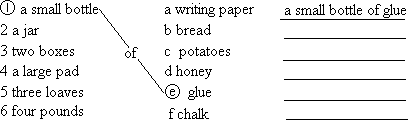 ① a small bottle a writing paper a small bottle of glue
2 a jar b bread
3 two boxes of c potatoes
4 a large pad d honey
5 three loaves ⓔ glue
6 four pounds f chalk